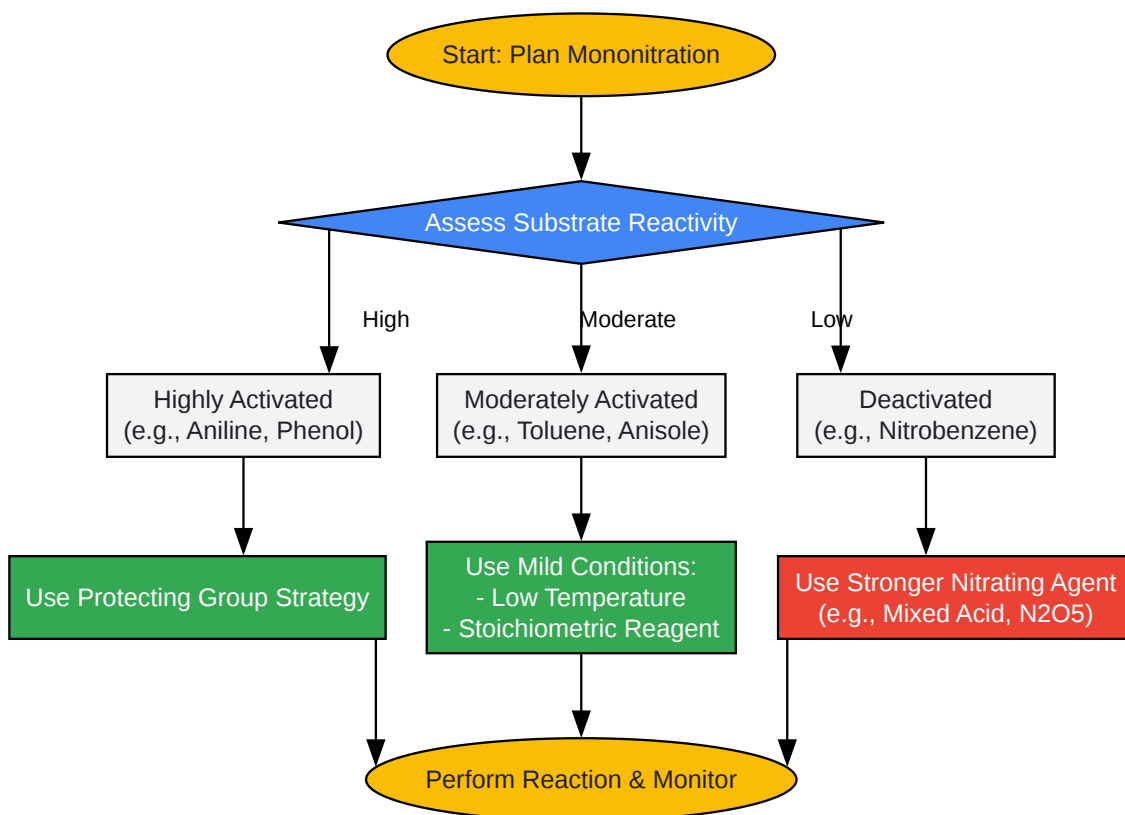 Start: Plan Mononitration
Assess Substrate Reactivity
High
Moderate
Low
Highly Activated
(e.g., Aniline, Phenol)
Moderately Activated
(e.g., Toluene, Anisole)
Deactivated
(e.g., Nitrobenzene)
Use Protecting Group Strategy
Use Mild Conditions:
- Low Temperature
- Stoichiometric Reagent
Use Stronger Nitrating Agent
(e.g., Mixed Acid, N2O5)
Perform Reaction & Monitor